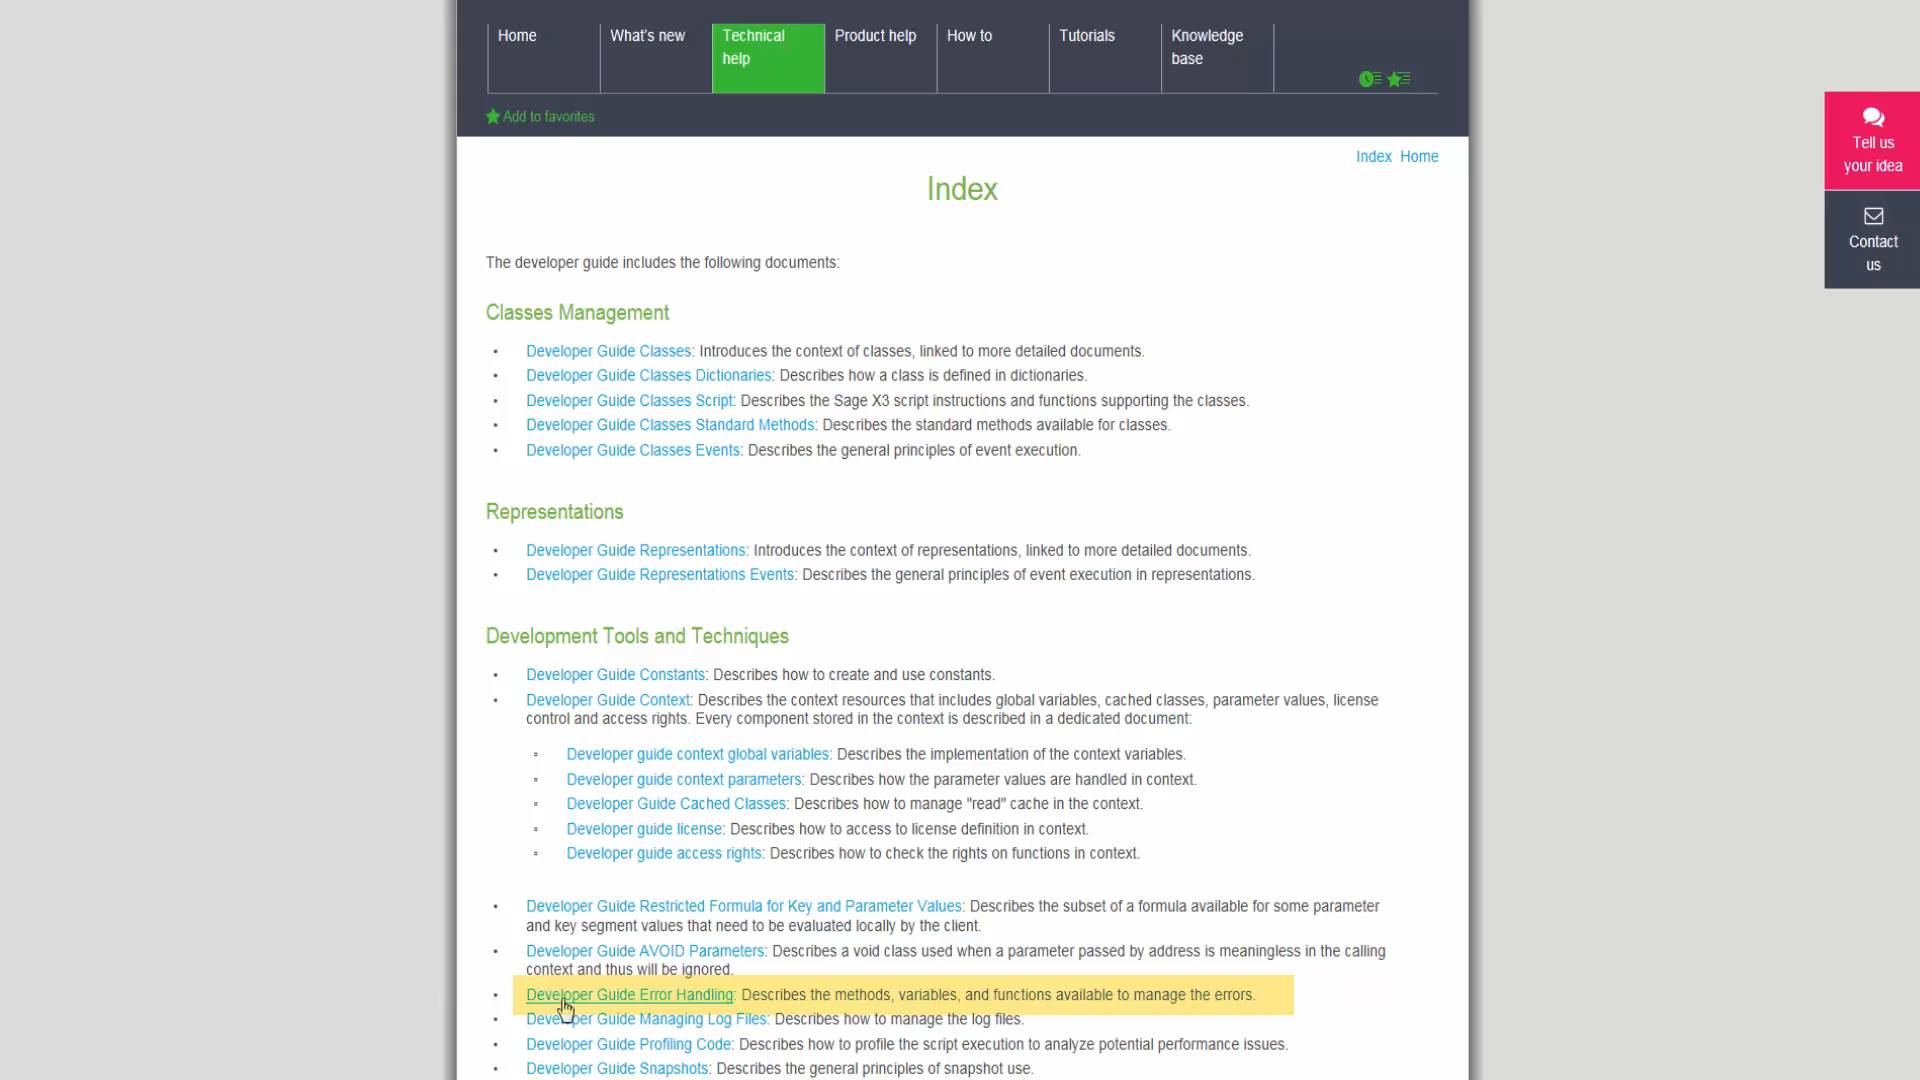 Home
What's new
Technical help
Product help
How to
Tutorials
Knowledge base
Add to favorites
Tell us your idea
Contact us
Index Home
Index
The developer guide includes the following documents:
Classes Management
• Developer Guide Classes: Introduces the context of classes, linked to more detailed documents.
• Developer Guide Classes Dictionaries: Describes how a class is defined in dictionaries.
• Developer Guide Classes Script: Describes the Sage X3 script instructions and functions supporting the classes.
• Developer Guide Classes Standard Methods: Describes the standard methods available for classes.
• Developer Guide Classes Events: Describes the general principles of event execution.
Representations
• Developer Guide Representations: Introduces the context of representations, linked to more detailed documents.
• Developer Guide Representations Events: Describes the general principles of event execution in representations.
Development Tools and Techniques
• Developer Guide Constants: Describes how to create and use constants.
• Developer Guide Context: Describes the context resources that includes global variables, cached classes, parameter values, license
control and access rights. Every component stored in the context is described in a dedicated document:
▫ Developer guide context global variables: Describes the implementation of the context variables.
▫ Developer guide context parameters: Describes how the parameter values are handled in context.
▫ Developer Guide Cached Classes: Describes how to manage "read" cache in the context.
▫ Developer guide license: Describes how to access to license definition in context.
▫ Developer guide access rights: Describes how to check the rights on functions in context.
• Developer Guide Restricted Formula for Key and Parameter Values: Describes the subset of a formula available for some parameter
and key segment values that need to be evaluated locally by the client.
• Developer Guide AVOID Parameters: Describes a void class used when a parameter passed by address is meaningless in the calling
context and thus will be ignored.
• Developer Guide Error Handling: Describes the methods, variables, and functions available to manage the errors.
• Developer Guide Managing Log Files: Describes how to manage the log files.
• Developer Guide Profiling Code: Describes how to profile the script execution to analyze potential performance issues.
• Developer Guide Snapshots: Describes the general principles of snapshot use.